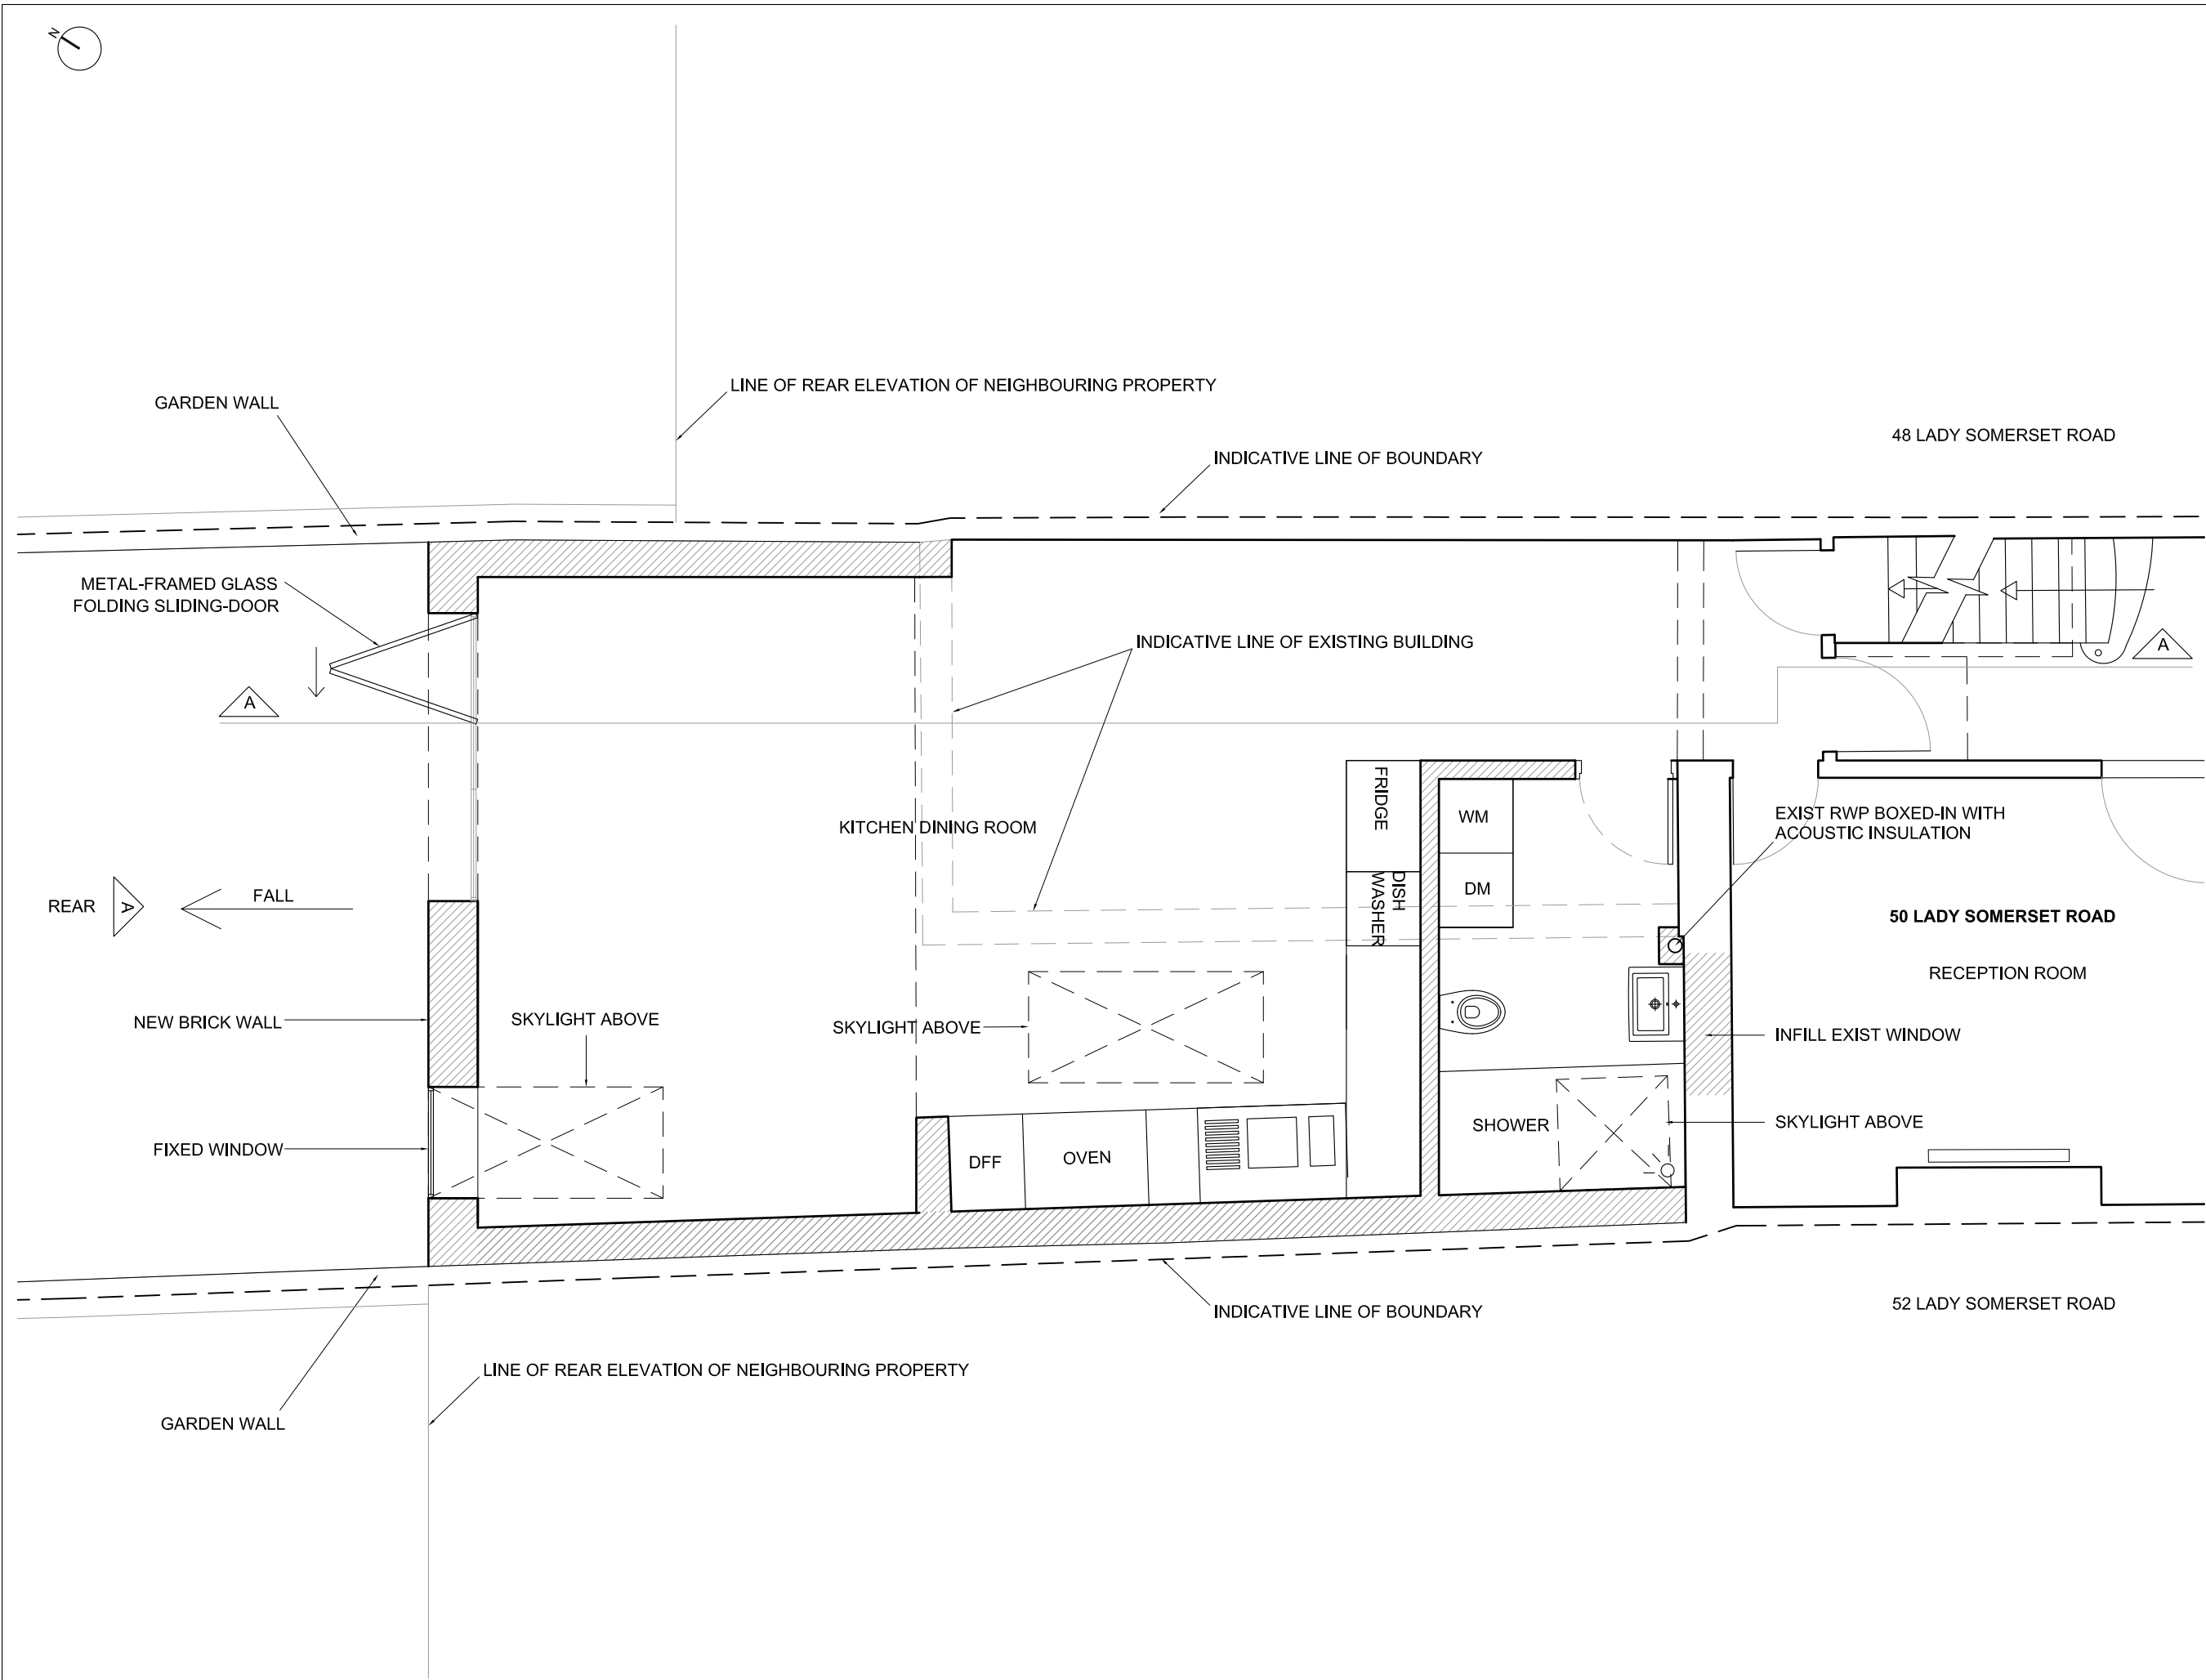 N
GARDEN WALL
LINE OF REAR ELEVATION OF NEIGHBOURING PROPERTY
48 LADY SOMERSET ROAD
INDICATIVE LINE OF BOUNDARY
METAL-FRAMED GLASS
FOLDING SLIDING-DOOR
INDICATIVE LINE OF EXISTING BUILDING
A
A
FRIDGE
WM
EXIST RWP BOXED-IN WITH
ACOUSTIC INSULATION
KITCHEN DINING ROOM
DISH
WASHER
DM
REAR
A
FALL
50 LADY SOMERSET ROAD
RECEPTION ROOM
NEW BRICK WALL
SKYLIGHT ABOVE
SKYLIGHT ABOVE
INFILL EXIST WINDOW
SHOWER
SKYLIGHT ABOVE
FIXED WINDOW
DFF
OVEN
INDICATIVE LINE OF BOUNDARY
52 LADY SOMERSET ROAD
LINE OF REAR ELEVATION OF NEIGHBOURING PROPERTY
GARDEN WALL